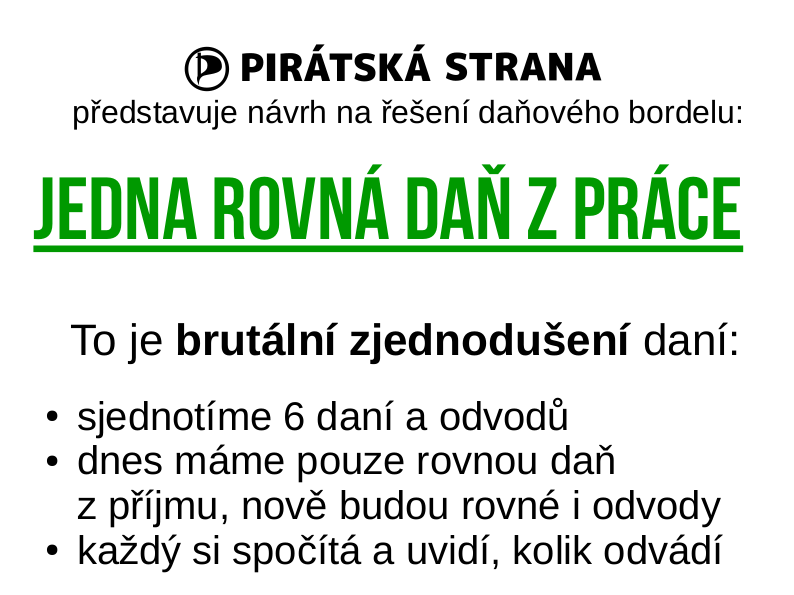 PIRÁTSKÁ STRANA
představuje návrh na řešení daňového bordelu:
JEDNA ROVNÁ DAŇ Z PRÁCE
To je brutální zjednodušení daní:
• sjednotíme 6 daní a odvodů
• dnes máme pouze rovnou daň
z příjmu, nově budou rovné i odvody
• každý si spočítá a uvidí, kolik odvádí